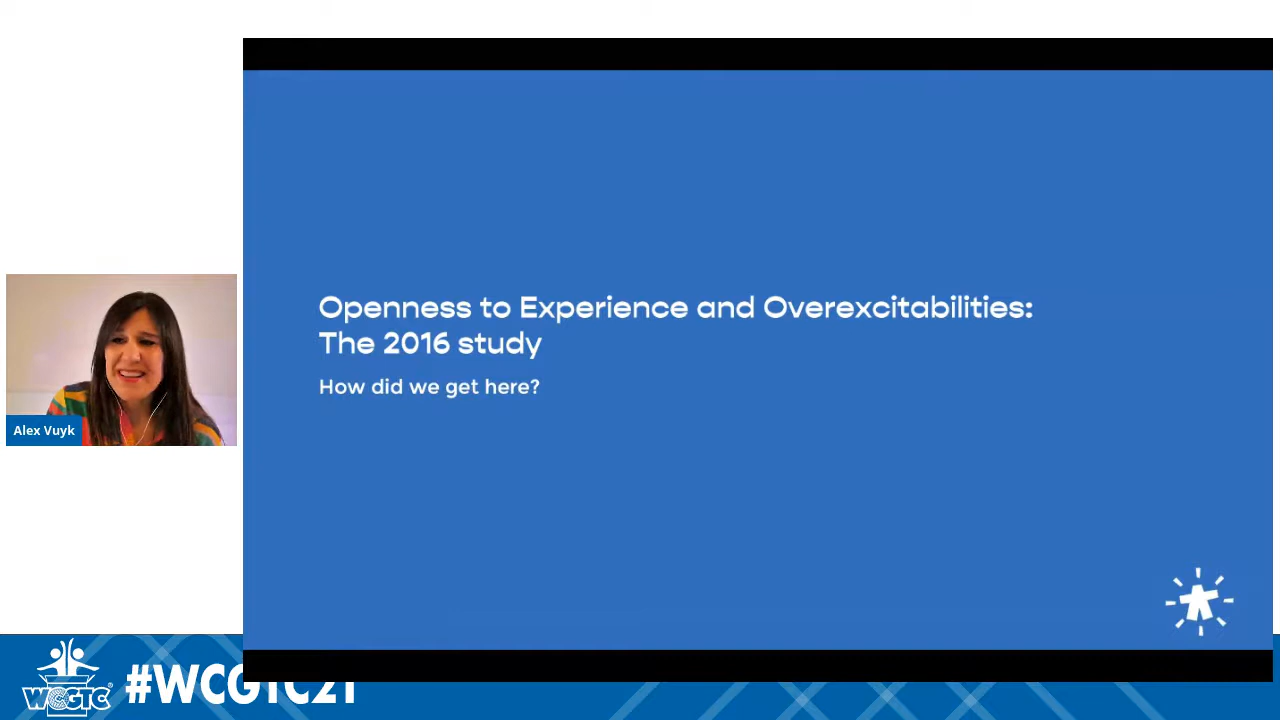 Openness to Experience and Overexcitabilities:
The 2016 study
How did we get here?
Alex Vuyk
WCGTC®
#WCGTC21